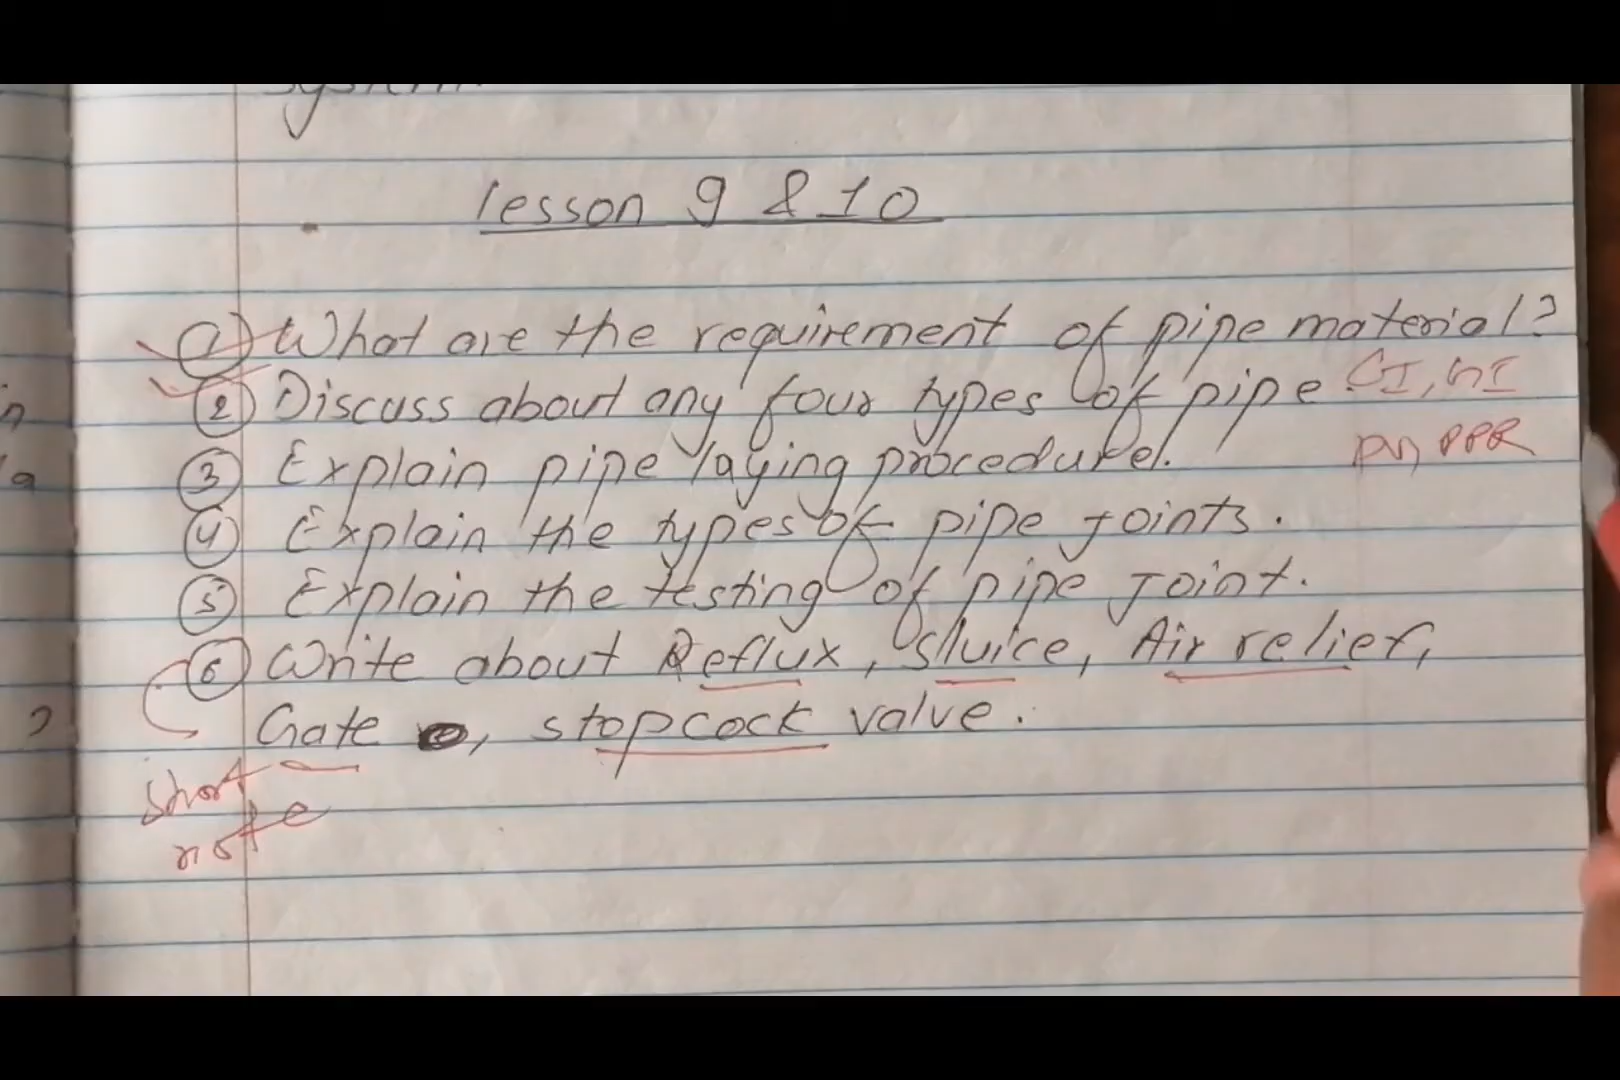 lesson 9 & 10
1 What are the requirement of pipe material?
2 Discuss about any four types of pipe. CI, GI
PPR
3 Explain pipe laying procedure.
4 Explain the types of pipe joints.
5 Explain the testing of pipe joint.
6 Write about Reflux, sluice, Air relief,
Gate , stopcock valve.
short
note